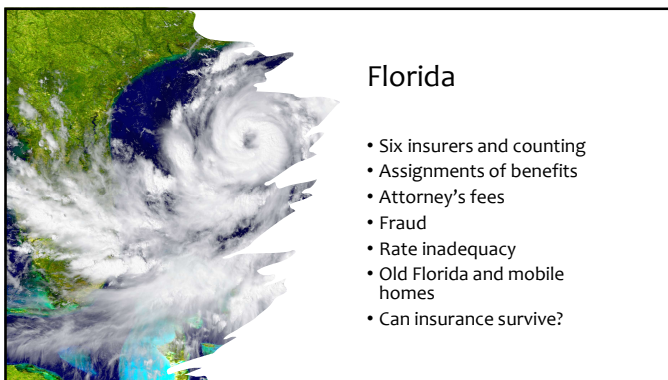 Florida
• Six insurers and counting
• Assignments of benefits
• Attorney’s fees
• Fraud
• Rate inadequacy
• Old Florida and mobile
homes
• Can insurance survive?